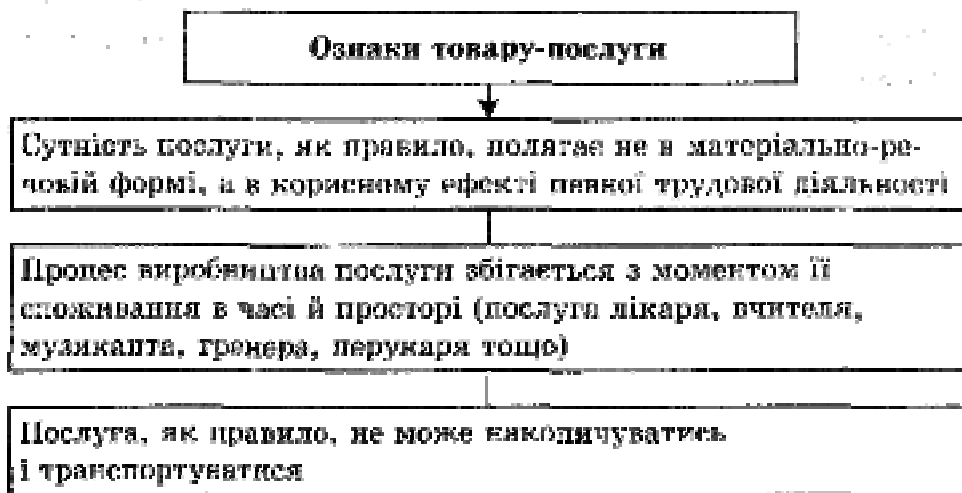 Ознаки товару-послуги
Сутність послуги, як правило, полягає не в матеріально-ре-
човій формі, а в корисному ефекті певної трудової діяльності
Процес виробництва послуги збігається з моментом її
споживання в часі й просторі (послуга лікаря, вчителя,
музиканта, тренера, перукаря тощо)
Послуга, як правило, не може накопичуватись
і транспортуватися